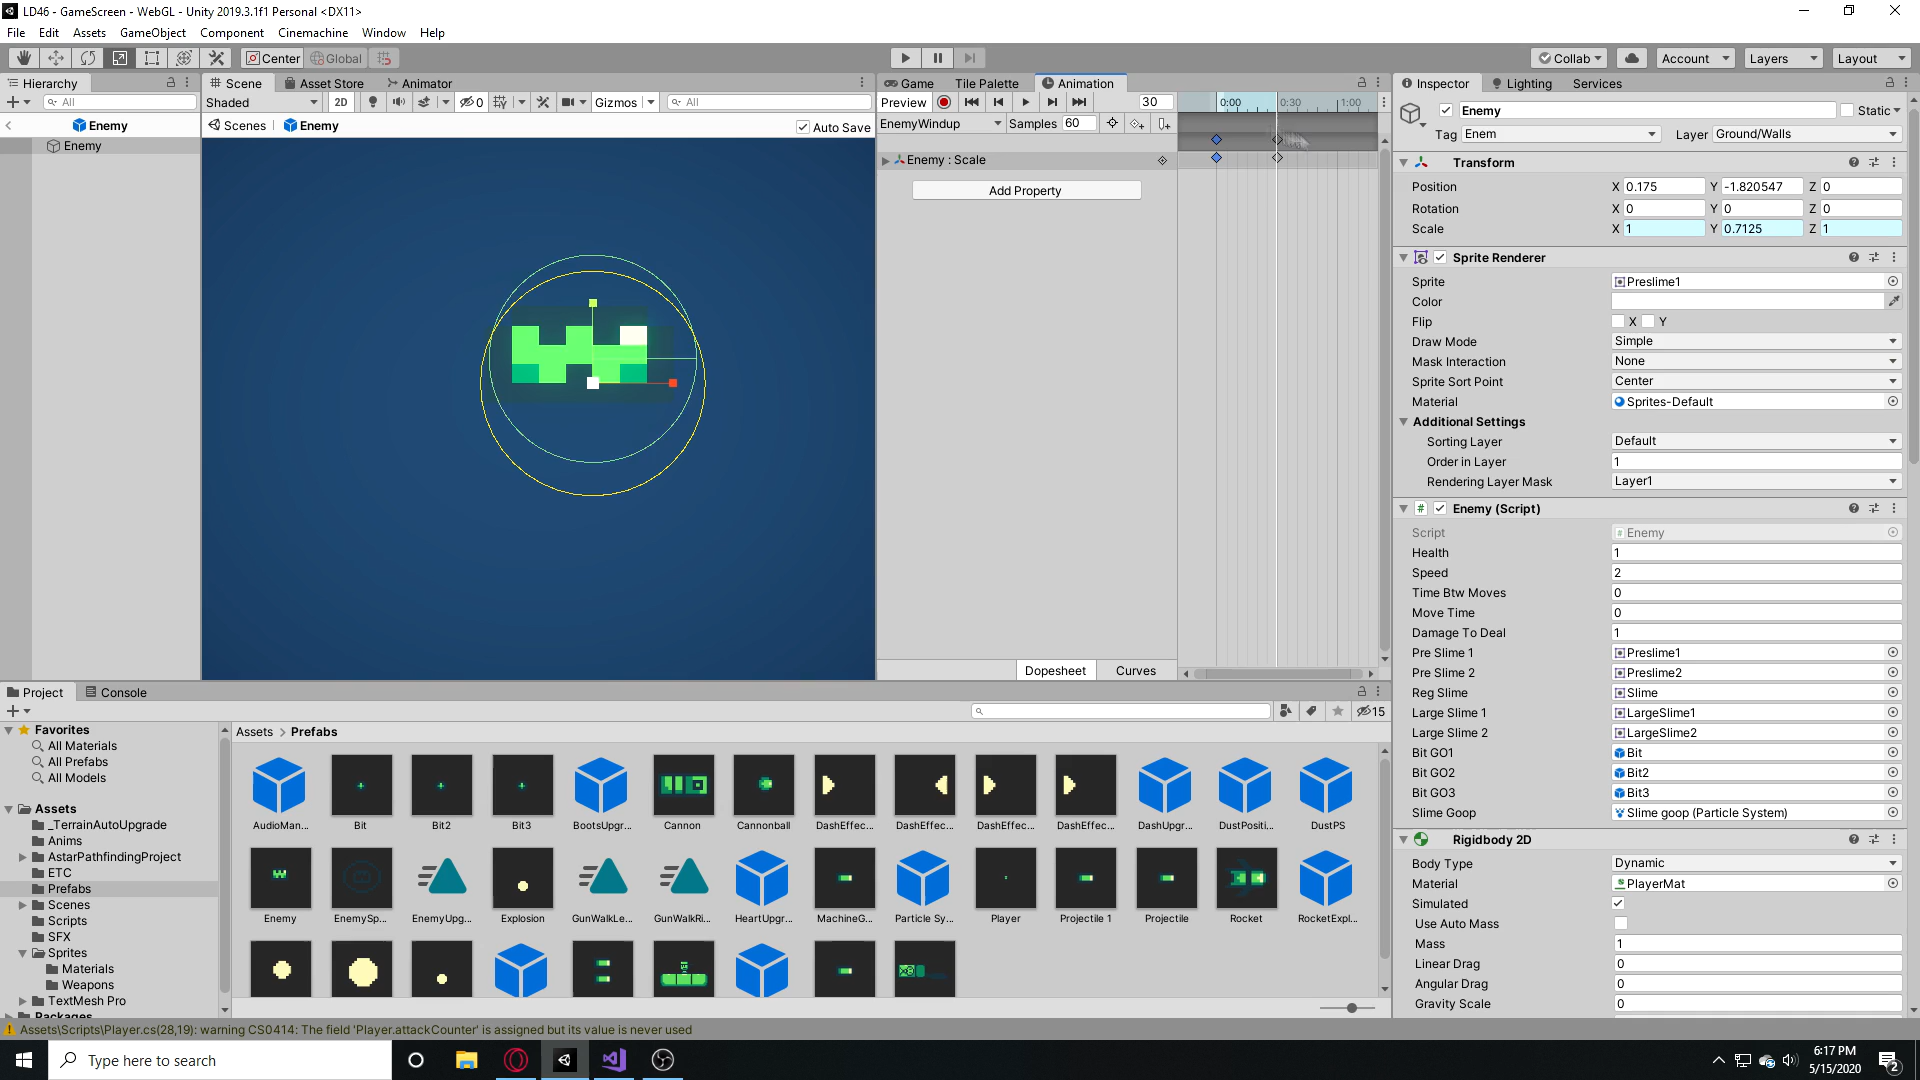 LD46 - GameScreen - WebGL - Unity 2019.3.1f1 Personal <DX11>
File Edit Assets GameObject Component Cinemachine Window Help
Center Global Collab Account Layers Layout
Hierarchy
All
Enemy
Enemy
Scene Asset Store Animator
Shaded 2D 0 Gizmos All
Scenes Enemy Auto Save
Game Tile Palette Animation
Preview 30 0:00 0:30 1:00
EnemyWindup Samples 60
Enemy : Scale
Add Property
Dopesheet Curves
Inspector Lighting Services
Enemy Static
Tag Enem Layer Ground/Walls
Transform
Position X 0.175 Y -1.820547 Z 0
Rotation X 0 Y 0 Z 0
Scale X 1 Y 0.7125 Z 1
Sprite Renderer
Sprite Preslime1
Color
Flip X Y
Draw Mode Simple
Mask Interaction None
Sprite Sort Point Center
Material Sprites-Default
Additional Settings
Sorting Layer Default
Order in Layer 1
Rendering Layer Mask Layer1
# Enemy (Script)
Script # Enemy
Health 1
Speed 2
Time Btw Moves 0
Move Time 0
Damage To Deal 1
Pre Slime 1 Preslime1
Pre Slime 2 Preslime2
Reg Slime Slime
Large Slime 1 LargeSlime1
Large Slime 2 LargeSlime2
Bit GO1 Bit
Bit GO2 Bit2
Bit GO3 Bit3
Slime Goop Slime goop (Particle System)
Rigidbody 2D
Body Type Dynamic
Material PlayerMat
Simulated
Use Auto Mass
Mass 1
Linear Drag 0
Angular Drag 0
Gravity Scale 0
Project Console
15
Favorites
All Materials
All Prefabs
All Models
Assets
_TerrainAutoUpgrade
Anims
AstarPathfindingProject
ETC
Prefabs
Scenes
Scripts
SFX
Sprites
Materials
Weapons
TextMesh Pro
Packages
Assets > Prefabs
AudioMan... Bit Bit2 Bit3 BootsUpgr... Cannon Cannonball DashEffec... DashEffec... DashEffec... DashEffec... DashUpgr... DustPositi... DustPS
Enemy EnemySp... EnemyUpg... Explosion GunWalkLe... GunWalkRi... HeartUpgr... MachineG... Particle Sy... Player Projectile 1 Projectile Rocket RocketExpl...
Assets\Scripts\Player.cs(28,19): warning CS0414: The field 'Player.attackCounter' is assigned but its value is never used
Type here to search
6:17 PM
5/15/2020
2